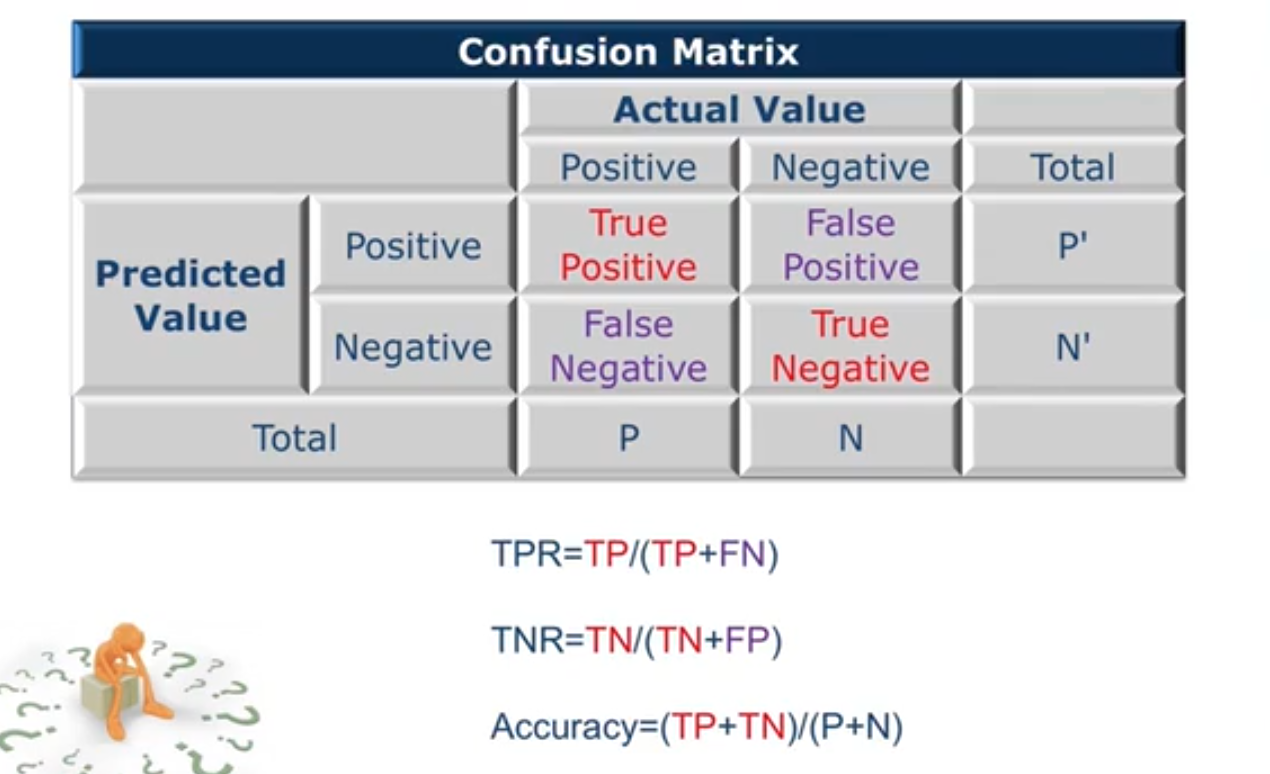 Confusion Matrix
Actual Value
Positive Negative Total
Predicted
Value
Positive
True
Positive
False
Positive
P'
Negative
False
Negative
True
Negative
N'
Total P N
TPR=TP/(TP+FN)
TNR=TN/(TN+FP)
Accuracy=(TP+TN)/(P+N)